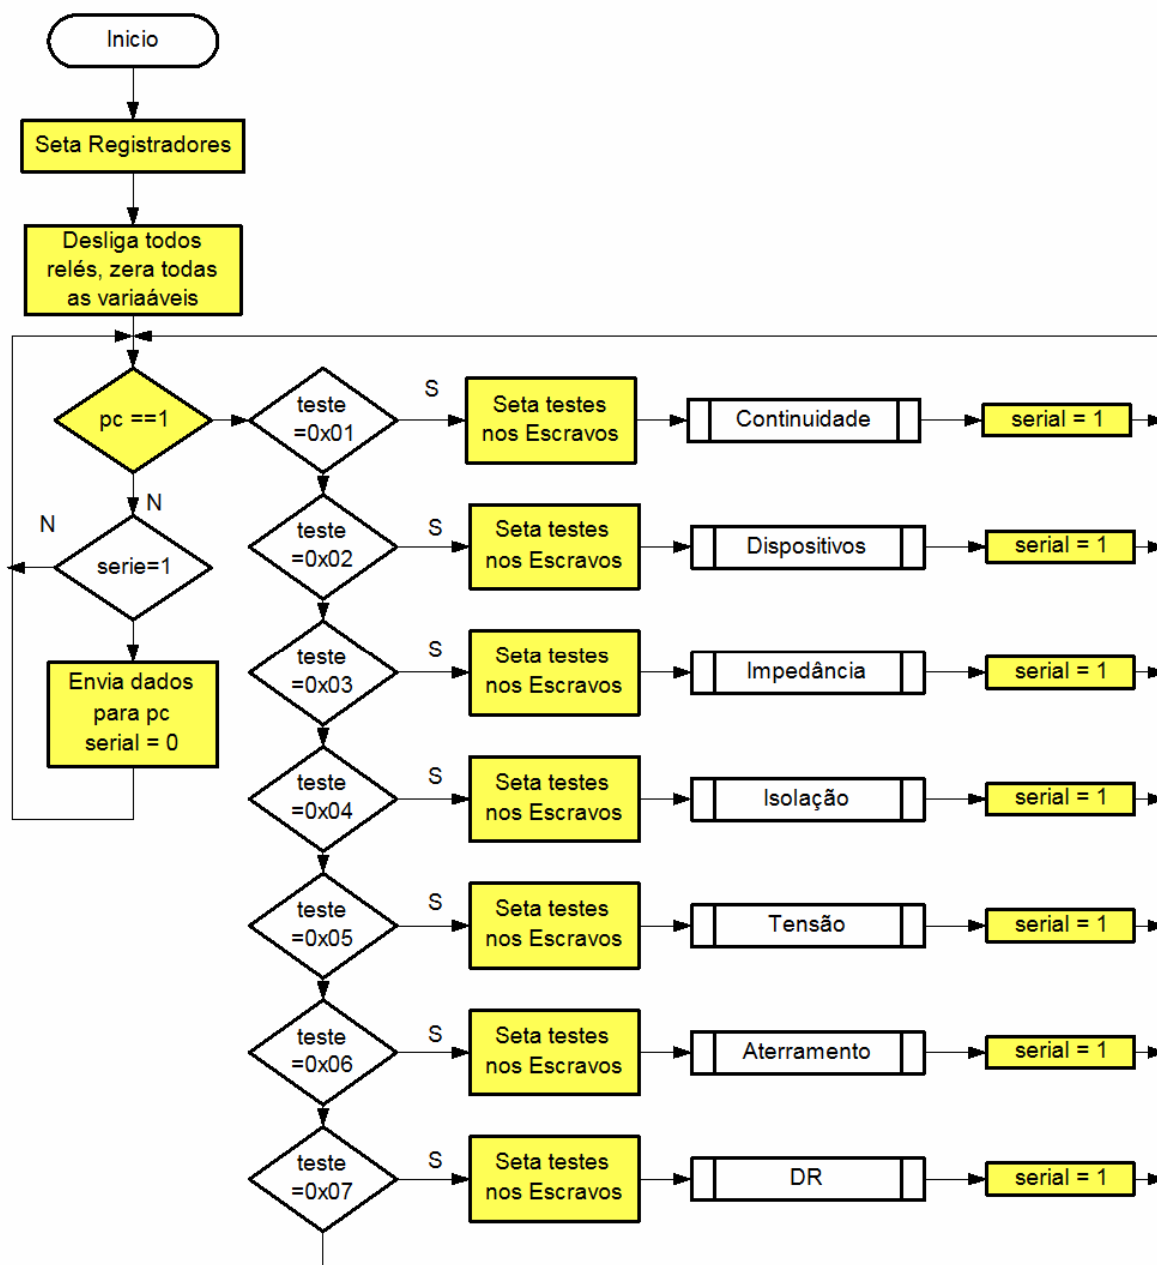 Inicio
Seta Registradores
Desliga todos
relés, zera todas
as variaáveis
pc ==1
N
N
serie=1
Envia dados
para pc
serial = 0
teste
=0x01
S
Seta testes
nos Escravos
Continuidade
serial = 1
teste
=0x02
S
Seta testes
nos Escravos
Dispositivos
serial = 1
teste
=0x03
S
Seta testes
nos Escravos
Impedância
serial = 1
teste
=0x04
S
Seta testes
nos Escravos
Isolação
serial = 1
teste
=0x05
S
Seta testes
nos Escravos
Tensão
serial = 1
teste
=0x06
S
Seta testes
nos Escravos
Aterramento
serial = 1
teste
=0x07
S
Seta testes
nos Escravos
DR
serial = 1